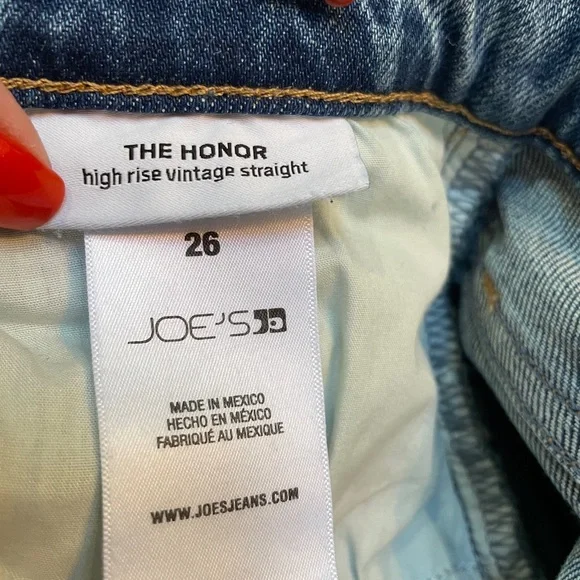 THE HONOR
high rise vintage straight
26
JOE'S
MADE IN MEXICO
HECHO EN MÉXICO
FABRIQUÉ AU MEXIQUE
WWW.JOESJEANS.COM